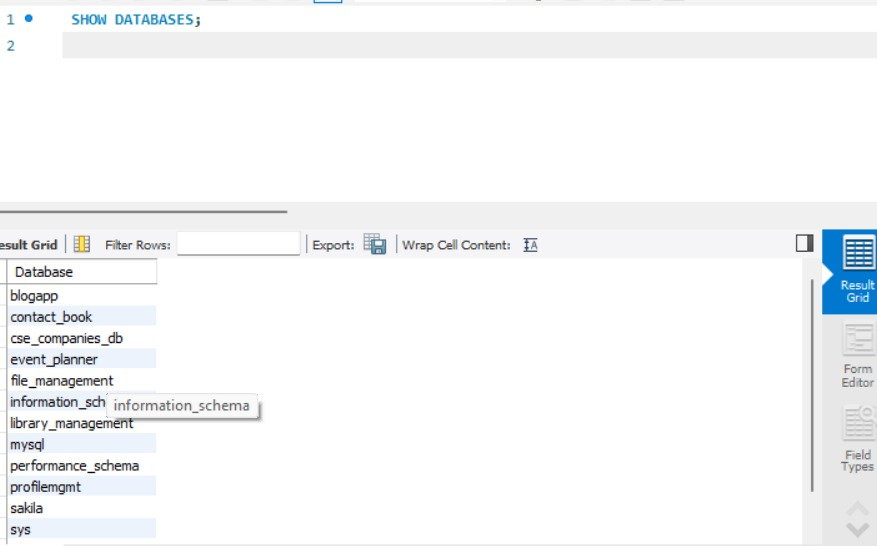 1 SHOW DATABASES;
2
esult Grid Filter Rows: Export: Wrap Cell Content: IA
Result
Grid
Form
Editor
Field
Types
Database
blogapp
contact_book
cse_companies_db
event_planner
file_management
information_sch information_schema
library_management
mysql
performance_schema
profilemgmt
sakila
sys